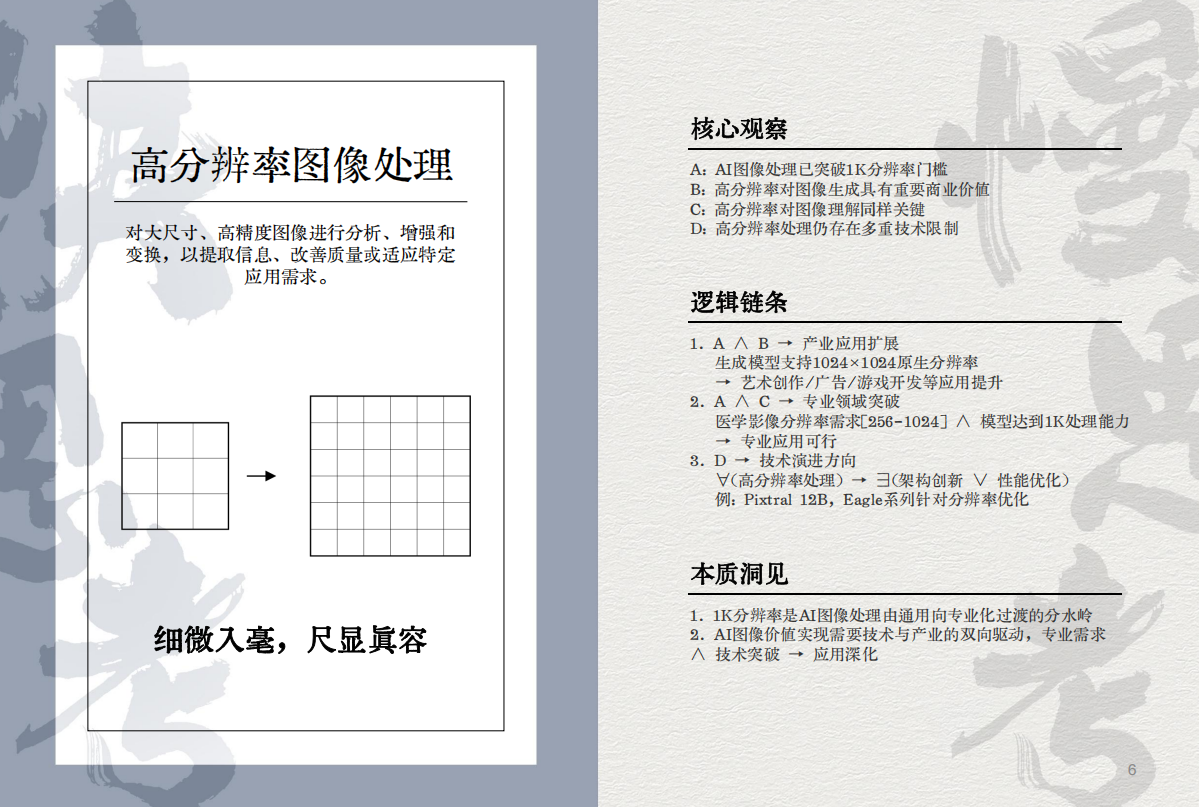 快思考
高分辨率图像处理
对大尺寸、高精度图像进行分析、增强和
变换，以提取信息、改善质量或适应特定
应用需求。
细微入毫，尺显真容
慢思考
核心观察
A: AI图像处理已突破1K分辨率门槛
B: 高分辨率对图像生成具有重要商业价值
C: 高分辨率对图像理解同样关键
D: 高分辨率处理仍存在多重技术限制
逻辑链条
1. A ∧ B → 产业应用扩展
生成模型支持1024×1024原生分辨率
→ 艺术创作/广告/游戏开发等应用提升
2. A ∧ C → 专业领域突破
医学影像分辨率需求[256-1024] ∧ 模型达到1K处理能力
→ 专业应用可行
3. D → 技术演进方向
∀(高分辨率处理) → ∃(架构创新 ∨ 性能优化)
例: Pixtral 12B, Eagle系列针对分辨率优化
本质洞见
1. 1K分辨率是AI图像处理由通用向专业化过渡的分水岭
2. AI图像价值实现需要技术与产业的双向驱动，专业需求
∧ 技术突破 → 应用深化
6